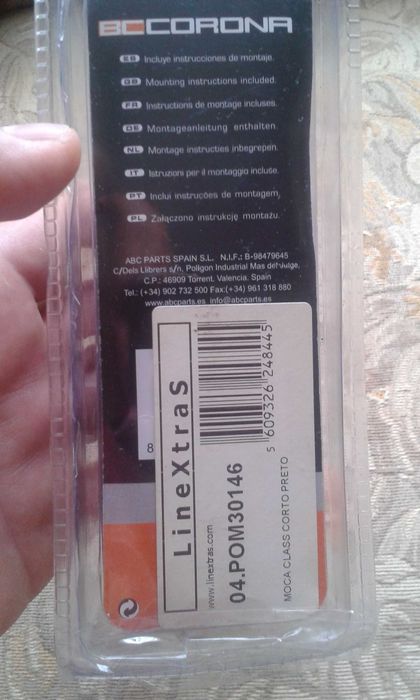 BCCORONA
ES Incluye instrucciones de montaje.
GB Mounting instructions included.
FR Instructions de montage incluses.
DE Montageanleitung enthalten.
NL Montage instructies inbegrepen.
IT Istruzioni per il montaggio incluse.
PT Inclui instruções de montagem,
PL Załączono instrukcję montażu.
ABC PARTS SPAIN S.L. N.I.F.: B-98479645
C/Dels Llibrers s/n, Poligon Industrial Mas del Jutge,
C.P.: 46909 Torrent, Valencia. Spain
Tel.: (+34) 902 732 500 Fax:(+34) 961 318 880
www.abcparts.es info@abcparts.es
8
LineXtraS
www.linextras.com
04.POM30146
5 609326 248445
MOCA CLASS CORTO PRETO